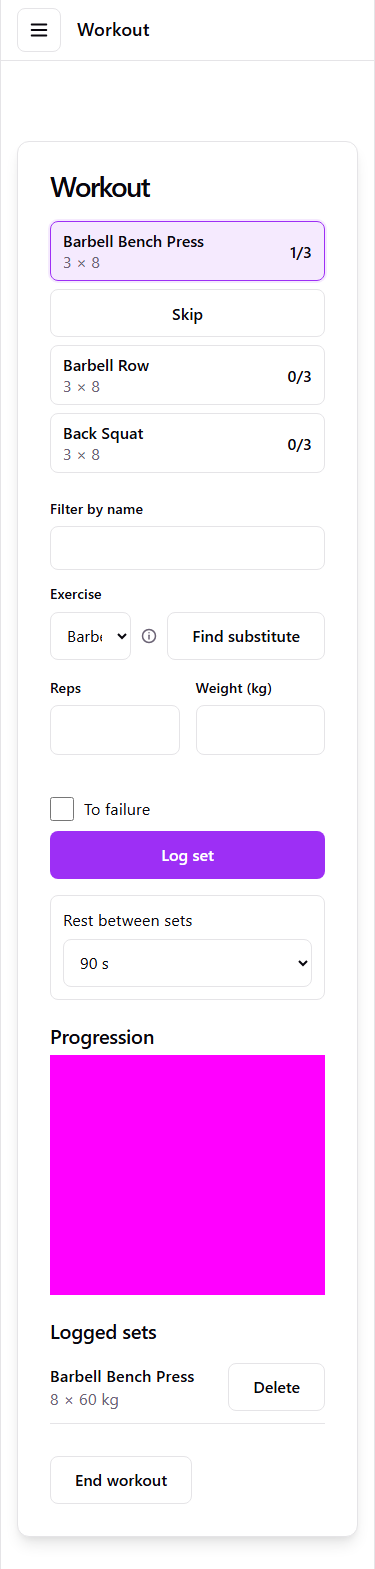 Workout
Workout
Barbell Bench Press
3 × 8
1/3
Skip
Barbell Row
3 × 8
0/3
Back Squat
3 × 8
0/3
Filter by name
Exercise
Barbe
Find substitute
Reps
Weight (kg)
To failure
Log set
Rest between sets
90 s
Progression
Logged sets
Barbell Bench Press
8 × 60 kg
Delete
End workout